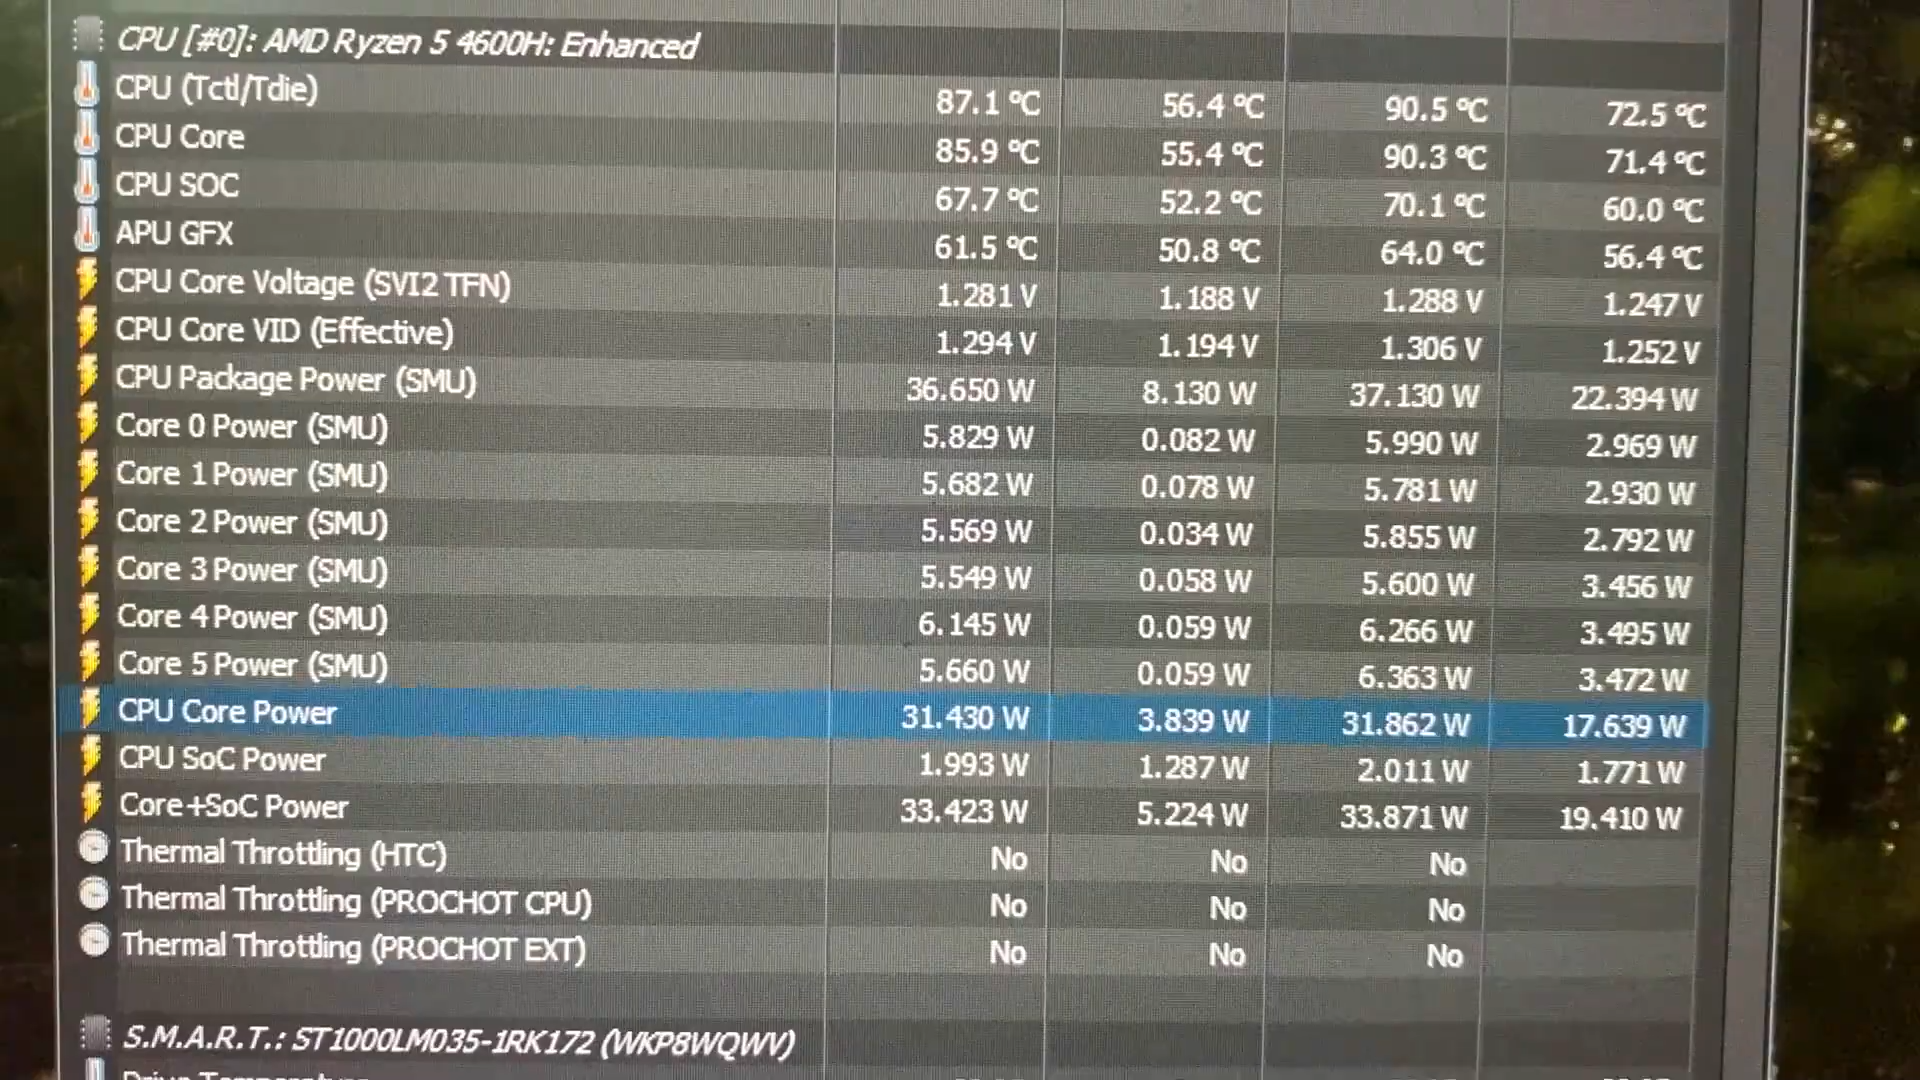 CPU [#0]: AMD Ryzen 5 4600H: Enhanced
CPU (Tctl/Tdie) 87.1 °C 56.4 °C 90.5 °C 72.5 °C
CPU Core 85.9 °C 55.4 °C 90.3 °C 71.4 °C
CPU SOC 67.7 °C 52.2 °C 70.1 °C 60.0 °C
APU GFX 61.5 °C 50.8 °C 64.0 °C 56.4 °C
CPU Core Voltage (SVI2 TFN) 1.281 V 1.188 V 1.288 V 1.247 V
CPU Core VID (Effective) 1.294 V 1.194 V 1.306 V 1.252 V
CPU Package Power (SMU) 36.650 W 8.130 W 37.130 W 22.394 W
Core 0 Power (SMU) 5.829 W 0.082 W 5.990 W 2.969 W
Core 1 Power (SMU) 5.682 W 0.078 W 5.781 W 2.930 W
Core 2 Power (SMU) 5.569 W 0.034 W 5.855 W 2.792 W
Core 3 Power (SMU) 5.549 W 0.058 W 5.600 W 3.456 W
Core 4 Power (SMU) 6.145 W 0.059 W 6.266 W 3.495 W
Core 5 Power (SMU) 5.660 W 0.059 W 6.363 W 3.472 W
CPU Core Power 31.430 W 3.839 W 31.862 W 17.639 W
CPU SoC Power 1.993 W 1.287 W 2.011 W 1.771 W
Core+SoC Power 33.423 W 5.224 W 33.871 W 19.410 W
Thermal Throttling (HTC) No No No
Thermal Throttling (PROCHOT CPU) No No No
Thermal Throttling (PROCHOT EXT) No No No
S.M.A.R.T.: ST1000LM035-1RK172 (WKP8WQWV)
Drive Temperature